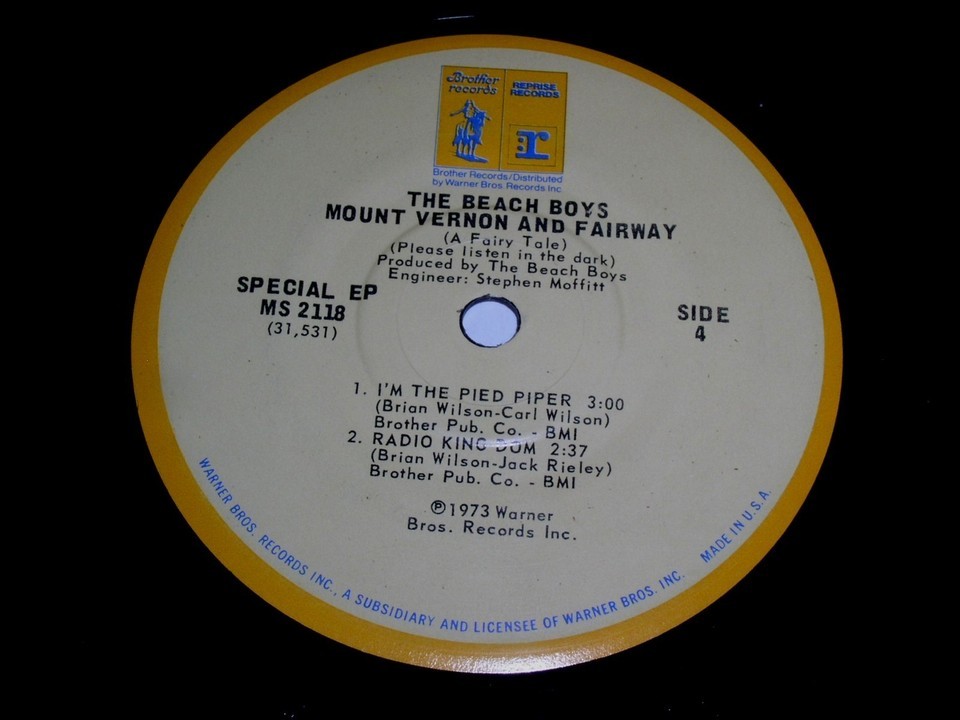 Brother
records
REPRISE
RECORDS
r
Brother Records/Distributed
by Warner Bros. Records Inc.
THE BEACH BOYS
MOUNT VERNON AND FAIRWAY
(A Fairy Tale)
(Please listen in the dark)
Produced by The Beach Boys
Engineer: Stephen Moffitt
SPECIAL EP
MS 2118
(31,531)
SIDE
4
1. I'M THE PIED PIPER 3:00
(Brian Wilson-Carl Wilson)
Brother Pub. Co. - BMI
2. RADIO KING DOM 2:37
(Brian Wilson-Jack Rieley)
Brother Pub. Co. - BMI
℗1973 Warner
Bros. Records Inc.
WARNER BROS. RECORDS INC., A SUBSIDIARY AND LICENSEE OF WARNER BROS. INC. MADE IN U.S.A.